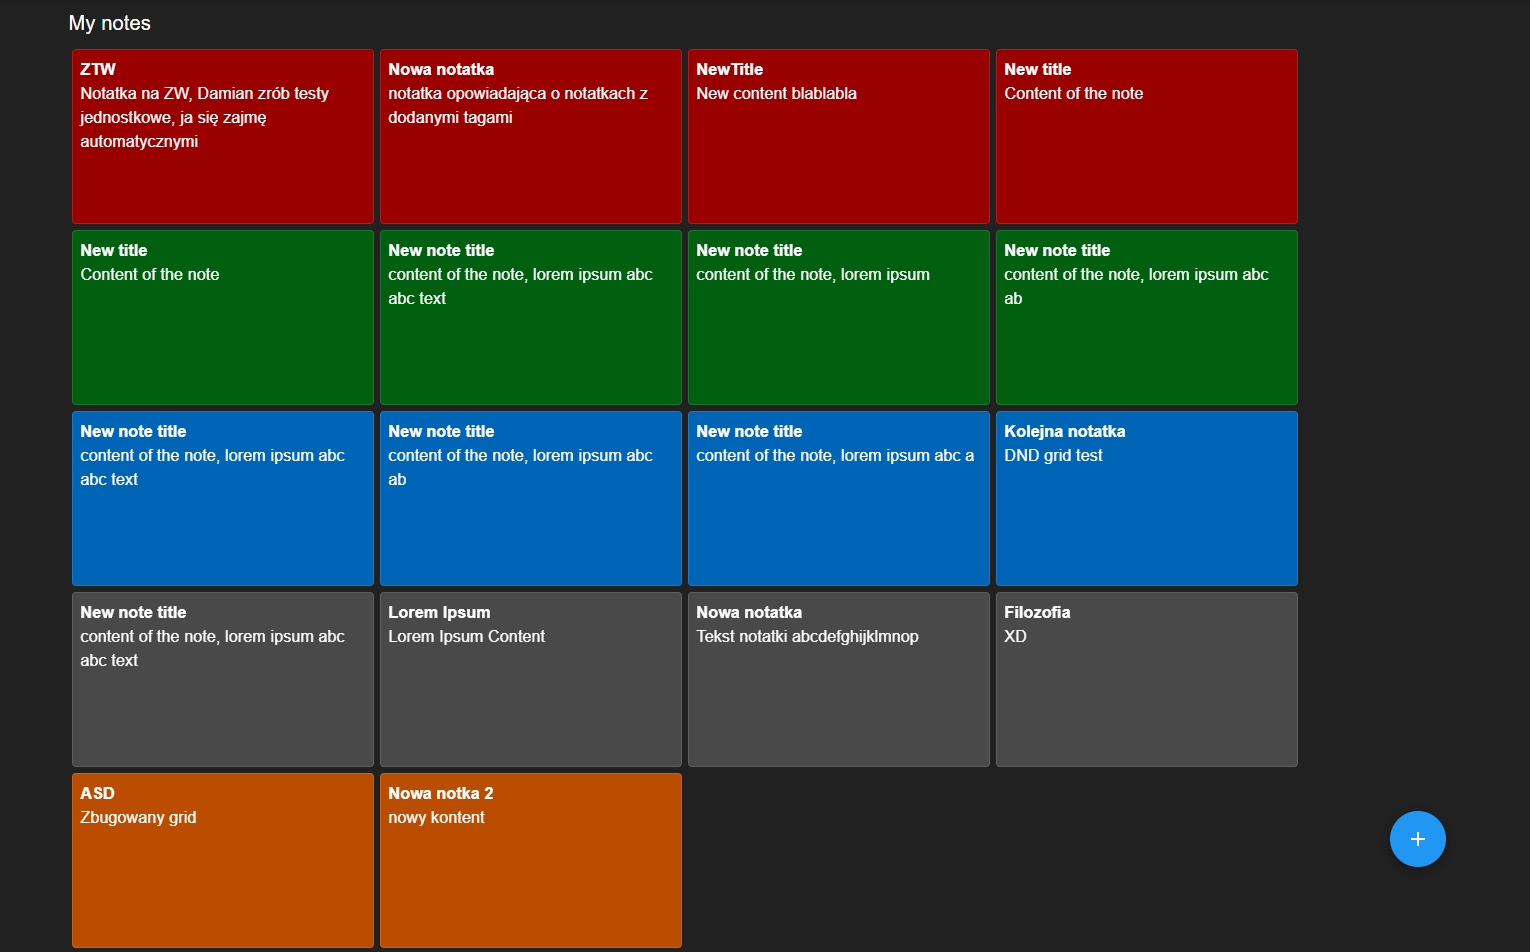 My notes
ZTW
Notatka na ZW, Damian zrób testy
jednostkowe, ja się zajmę
automatycznymi
Nowa notatka
notatka opowiadająca o notatkach z
dodanymi tagami
NewTitle
New content blablabla
New title
Content of the note
New title
Content of the note
New note title
content of the note, lorem ipsum abc
abc text
New note title
content of the note, lorem ipsum
New note title
content of the note, lorem ipsum abc
ab
New note title
content of the note, lorem ipsum abc
abc text
New note title
content of the note, lorem ipsum abc
ab
New note title
content of the note, lorem ipsum abc a
Kolejna notatka
DND grid test
New note title
content of the note, lorem ipsum abc
abc text
Lorem Ipsum
Lorem Ipsum Content
Nowa notatka
Tekst notatki abcdefghijklmnop
Filozofia
XD
ASD
Zbugowany grid
Nowa notka 2
nowy kontent
+